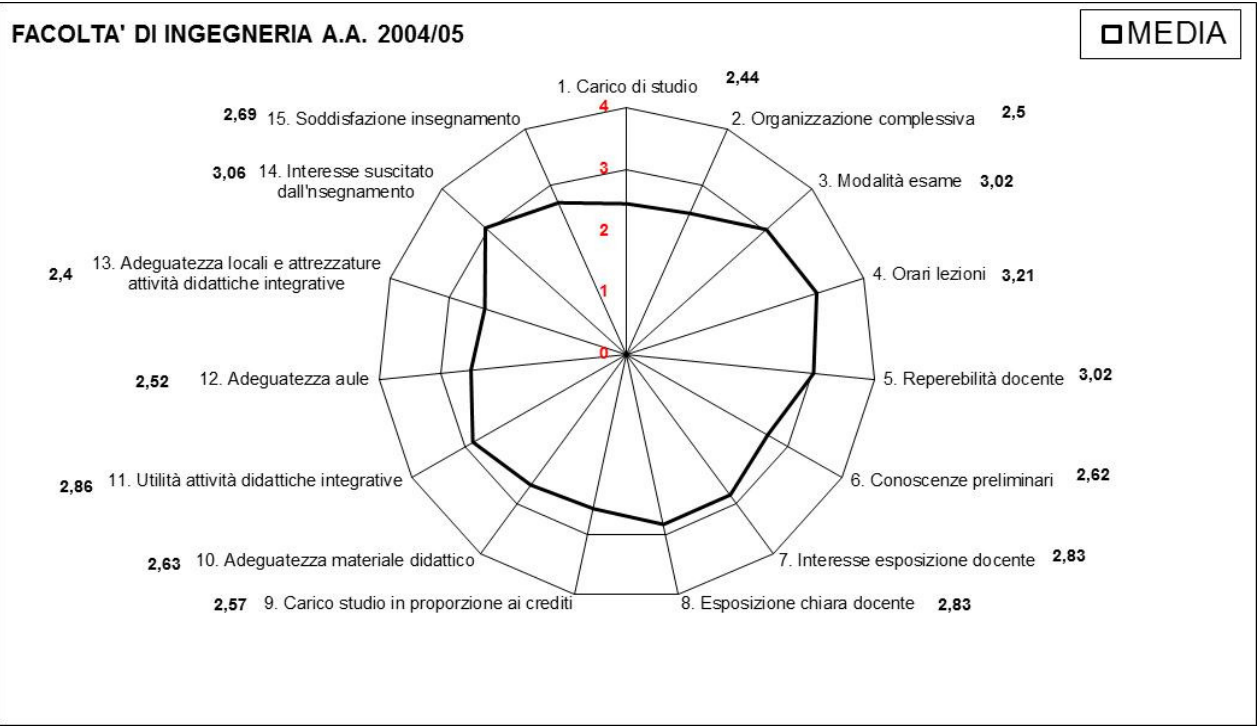 FACOLTA' DI INGEGNERIA A.A. 2004/05
MEDIA
1. Carico di studio 2,44
2. Organizzazione complessiva 2,5
3. Modalità esame 3,02
4. Orari lezioni 3,21
5. Reperebilità docente 3,02
6. Conoscenze preliminari 2,62
7. Interesse esposizione docente 2,83
8. Esposizione chiara docente 2,83
2,57 9. Carico studio in proporzione ai crediti
2,63 10. Adeguatezza materiale didattico
2,86 11. Utilità attività didattiche integrative
2,52 12. Adeguatezza aule
2,4 13. Adeguatezza locali e attrezzature
attività didattiche integrative
3,06 14. Interesse suscitato
dall'nsegnamento
2,69 15. Soddisfazione insegnamento
4
3
2
1
0